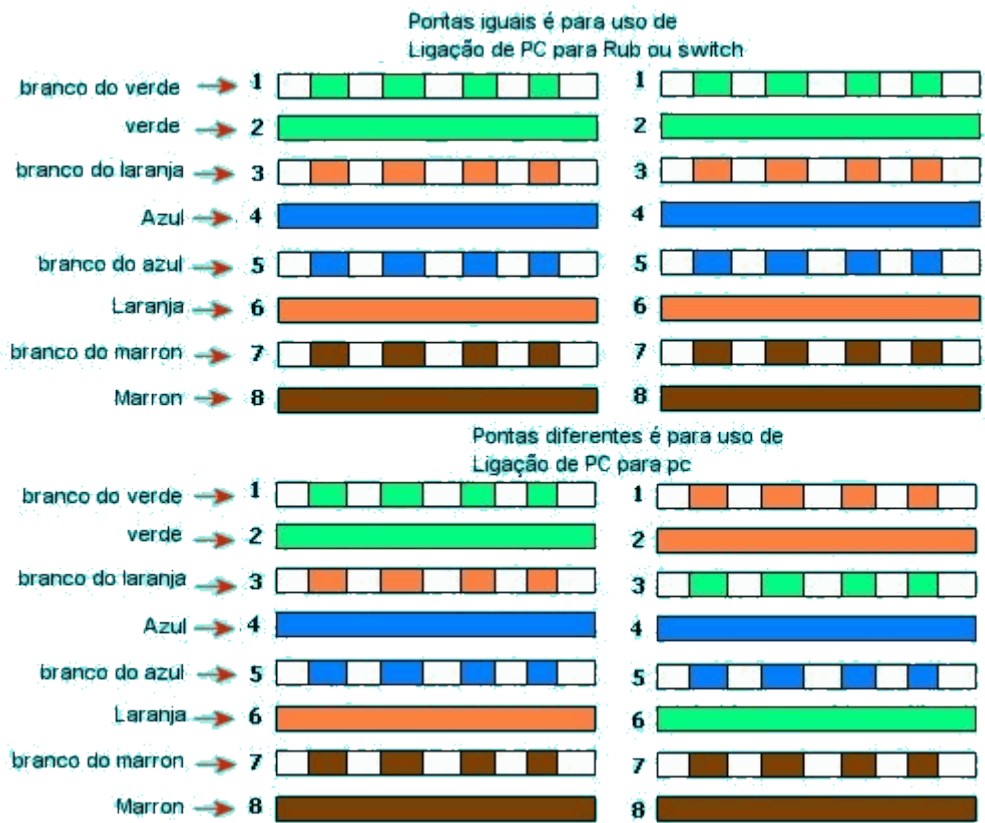 Pontas iguais é para uso de
Ligação de PC para Rub ou switch
branco do verde 1 1
verde 2 2
branco do laranja 3 3
Azul 4 4
branco do azul 5 5
Laranja 6 6
branco do marron 7 7
Marron 8 8
Pontas diferentes é para uso de
Ligação de PC para pc
branco do verde 1 1
verde 2 2
branco do laranja 3 3
Azul 4 4
branco do azul 5 5
Laranja 6 6
branco do marron 7 7
Marron 8 8